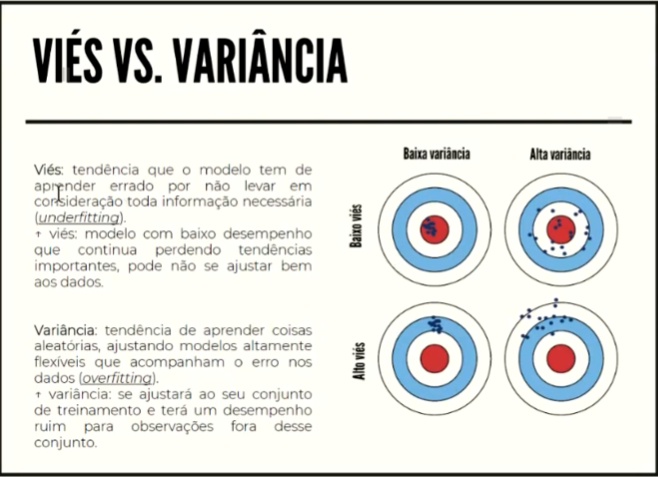 VIÉS VS. VARIÂNCIA
Viés: tendência que o modelo tem de
aprender errado por não levar em
consideração toda informação necessária
(underfitting).
↑ viés: modelo com baixo desempenho
que continua perdendo tendências
importantes, pode não se ajustar bem
aos dados.
Variância: tendência de aprender coisas
aleatórias, ajustando modelos altamente
flexíveis que acompanham o erro nos
dados (overfitting).
↑ variância: se ajustará ao seu conjunto
de treinamento e terá um desempenho
ruim para observações fora desse
conjunto.
Baixa variância
Alta variância
Baixo viés
Alto viés